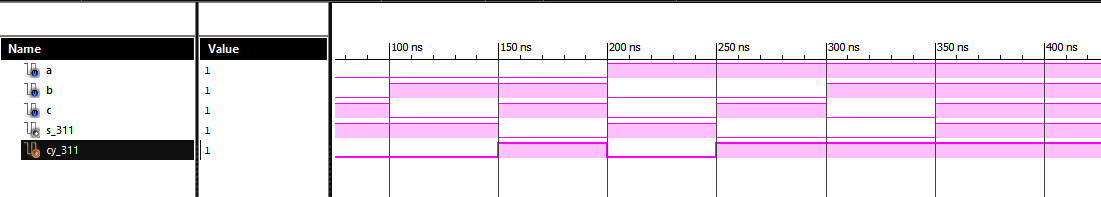 100 ns 150 ns 200 ns 250 ns 300 ns 350 ns 400 ns
Name Value
a 1
b 1
c 1
s_311 1
cy_311 1